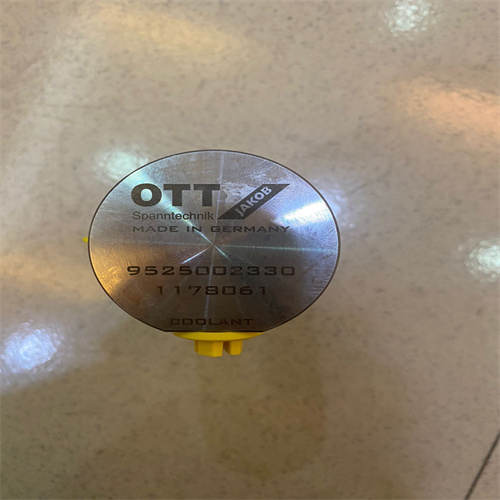 OTT
JAKOB
Spanntechnik
MADE IN GERMANY
9525002330
1178061
COOLANT